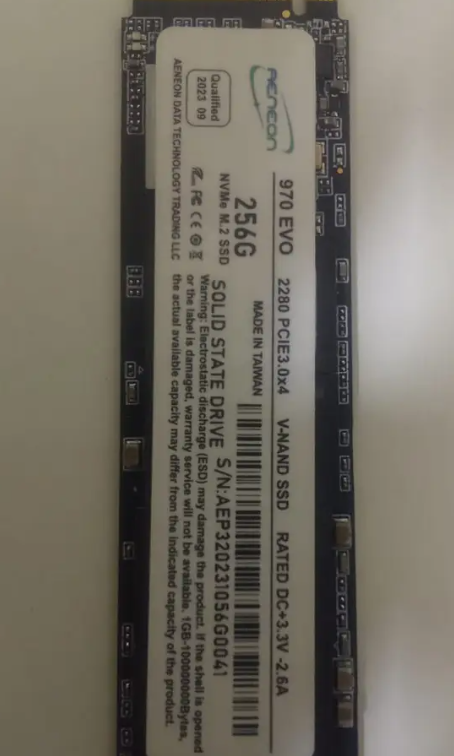 AENEON
970 EVO 2280 PCIE3.0x4 V-NAND SSD RATED DC+3.3V -2.6A
256G
MADE IN TAIWAN
NVMe M.2 SSD
SOLID STATE DRIVE S/N:AEP320231056G0041
Qualified
2023 09
FC CE
Warning: Electrostatic discharge (ESD) may damage the product. If the shell is opened
or the label is damaged, warranty service will not be available. 1GB-1000000000Bytes,
the actual available capacity may differ from the indicated capacity of the product.
AENEON DATA TECHNOLOGY TRADING LLC